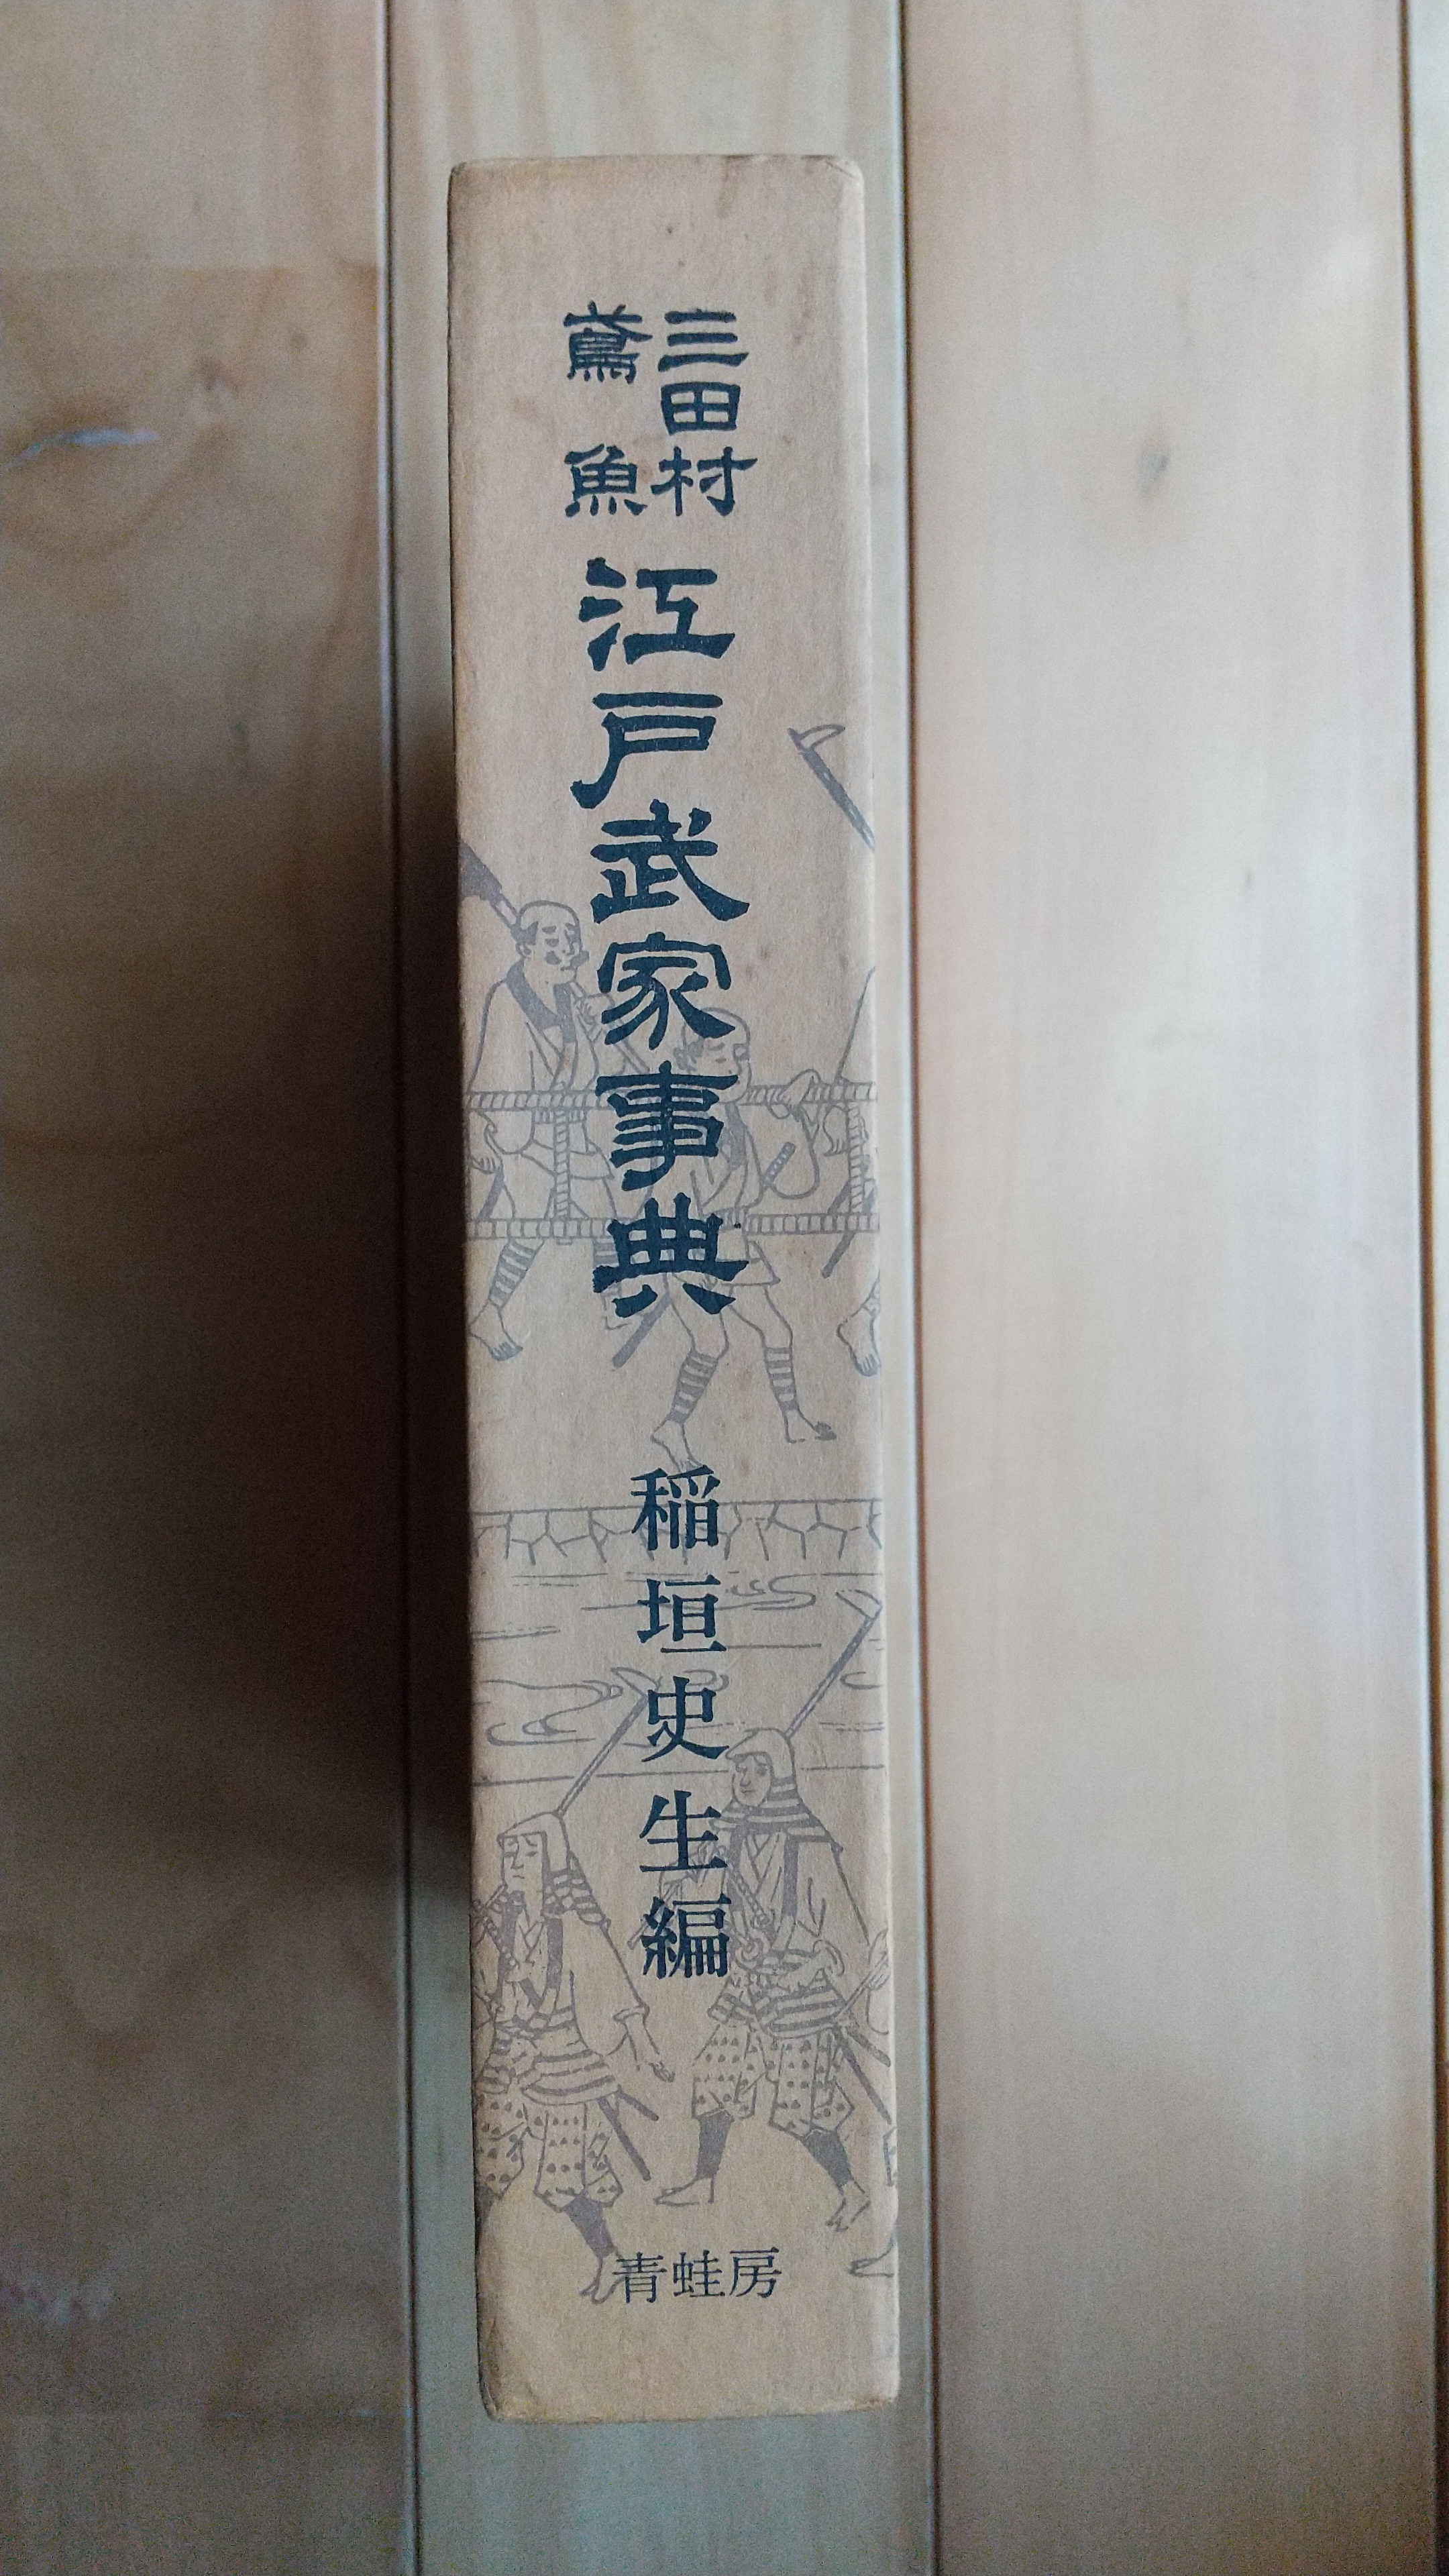 三田村
鳶魚
江戸武家事典
稲垣史生編
青蛙房